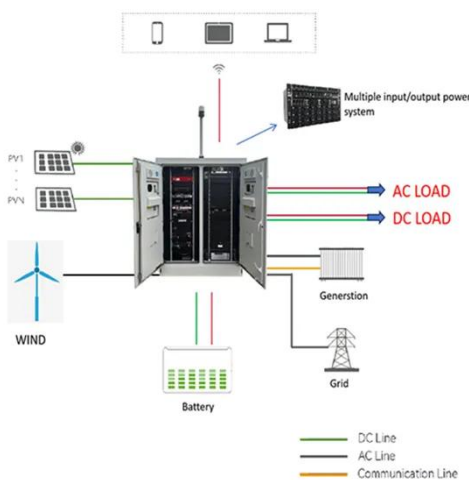 Multiple input/output power
system
PV1
PVN
AC LOAD
DC LOAD
WIND
Generstion
Battery
Grid
DC Line
AC Line
Communication Line